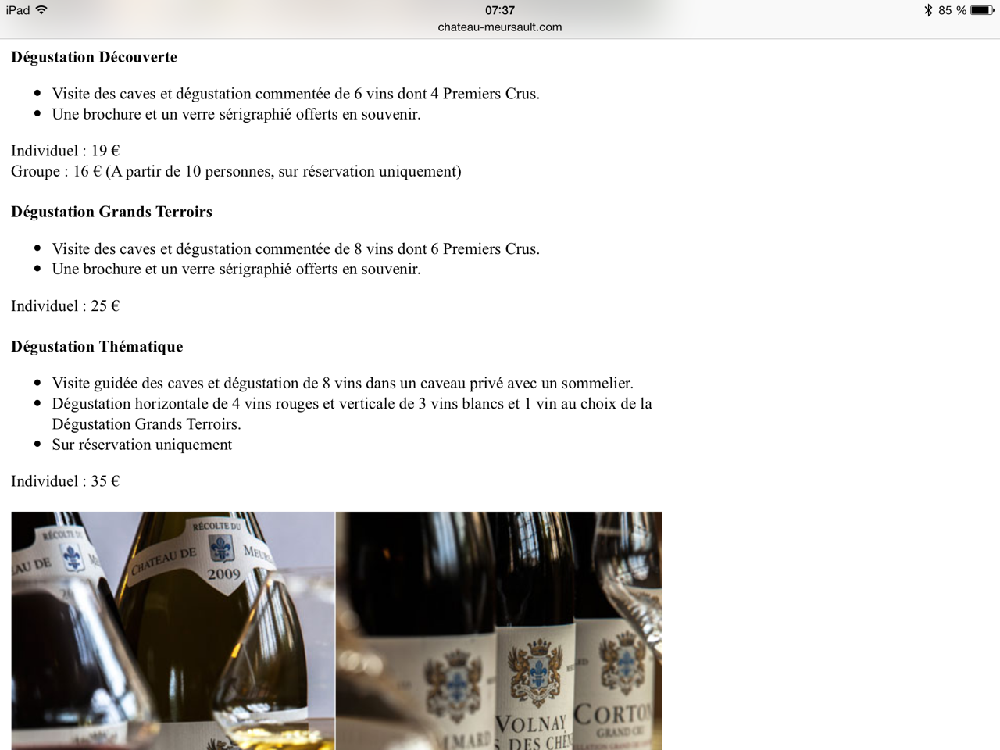 iPad 07:37 85 %
chateau-meursault.com
Dégustation Découverte
Visite des caves et dégustation commentée de 6 vins dont 4 Premiers Crus.
Une brochure et un verre sérigraphié offerts en souvenir.
Individuel : 19 €
Groupe : 16 € (A partir de 10 personnes, sur réservation uniquement)
Dégustation Grands Terroirs
Visite des caves et dégustation commentée de 8 vins dont 6 Premiers Crus.
Une brochure et un verre sérigraphié offerts en souvenir.
Individuel : 25 €
Dégustation Thématique
Visite guidée des caves et dégustation de 8 vins dans un caveau privé avec un sommelier.
Dégustation horizontale de 4 vins rouges et verticale de 3 vins blancs et 1 vin au choix de la
Dégustation Grands Terroirs.
Sur réservation uniquement
Individuel : 35 €
RÉCOLTE DU
AU DE
RÉCOLTE DU
CHATEAU DE MEUR
2009
MMARD
VOLNAY
S DES CHÊN
CORTO
GRAND CRU